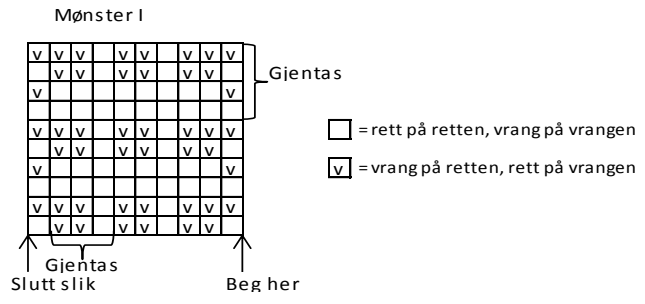 Mønster I
v v v v v v v v
v v v v v v
Gjentas
v v
v v v v v v v v
= rett på retten, vrang på vrangen
v v v v v v
v v
v = vrang på retten, rett på vrangen
v v v v v v v v
v v v v v v
Gjentas
Slutt slik
Beg her